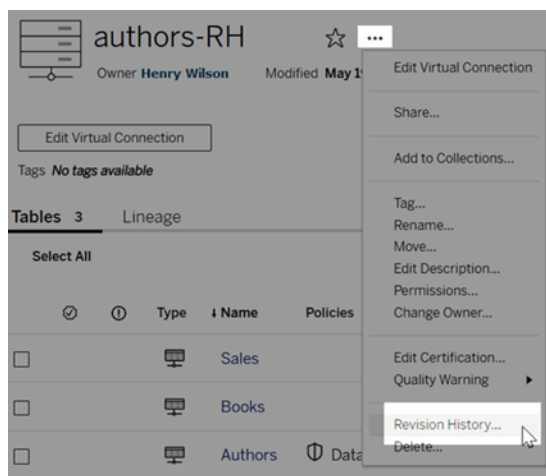 authors-RH
Owner Henry Wilson Modified May 1
Edit Virtual Connection
Tags No tags available
Tables 3 Lineage
Select All
Type ↓ Name Policies
Sales
Books
Authors Data
...
Edit Virtual Connection
Share...
Add to Collections...
Tag...
Rename...
Move...
Edit Description...
Permissions...
Change Owner...
Edit Certification...
Quality Warning
Revision History...
Delete...